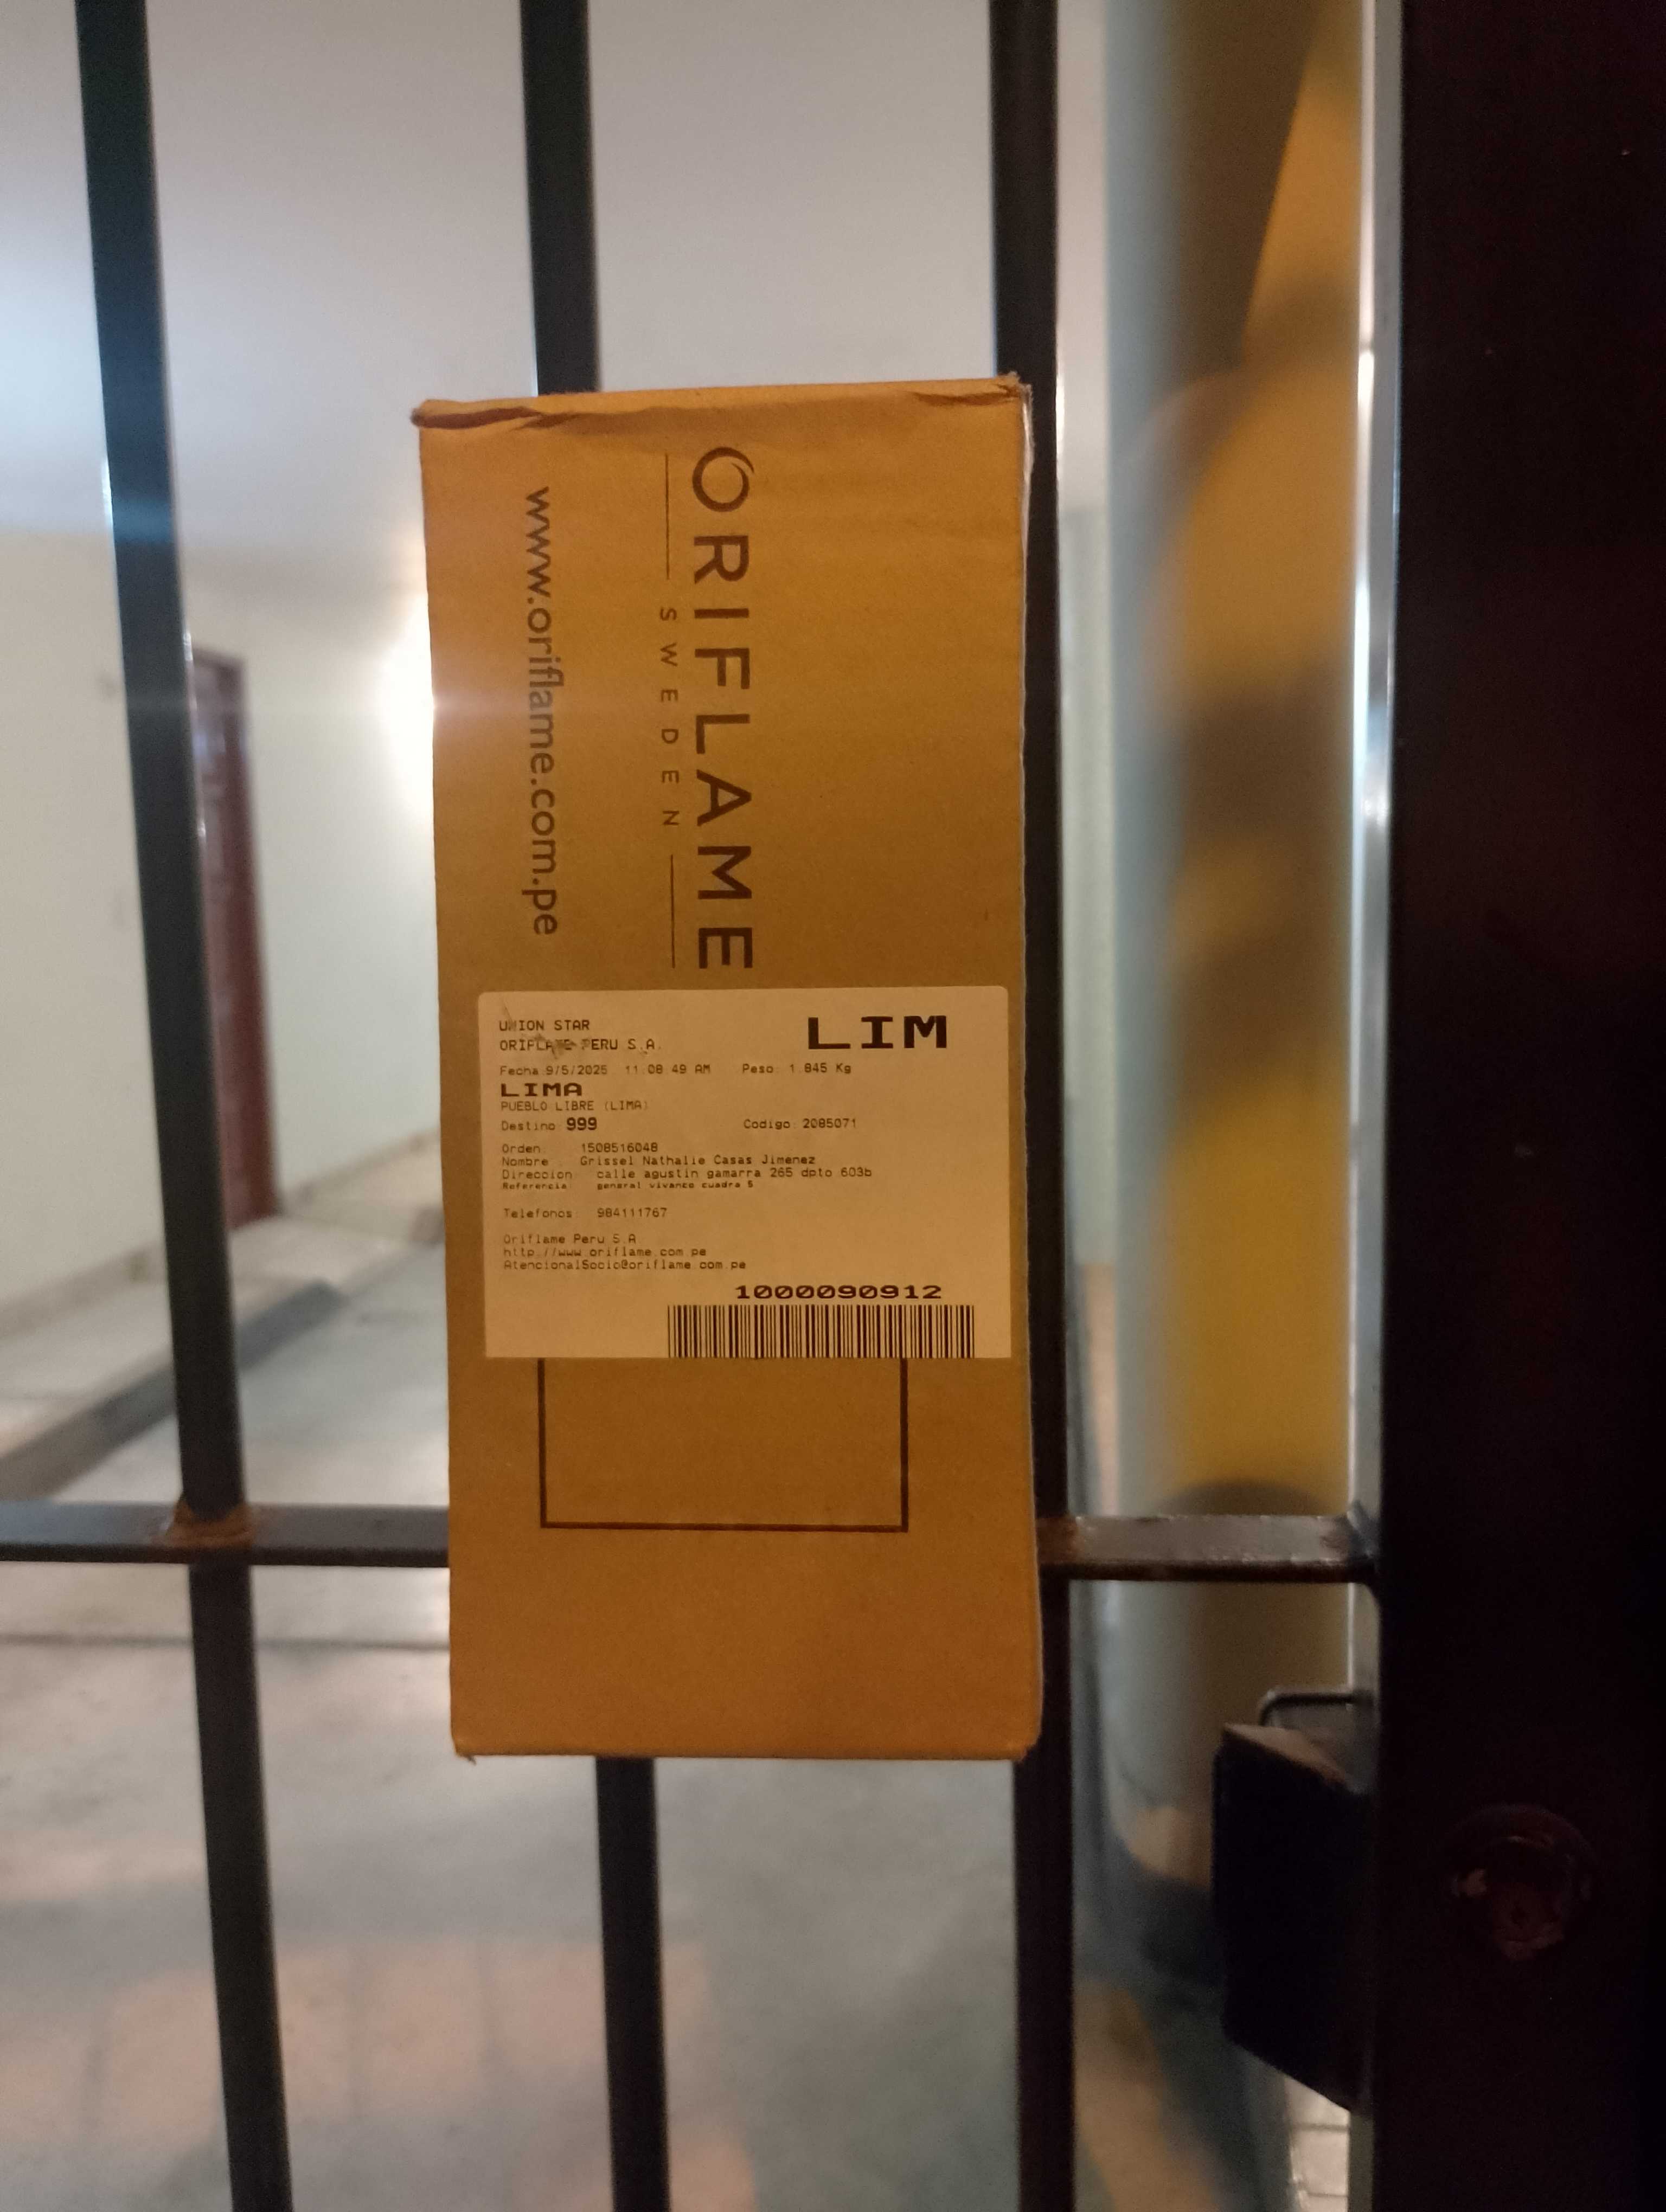 ORIFLAME
SWEDEN
www.oriflame.com.pe
UNION STAR
LIM
ORIFLAME PERU S.A.
Fecha 9/5/2025 11:08:49 AM Peso: 1.845 Kg
LIMA
PUEBLO LIBRE (LIMA)
Destino: 999 Codigo: 2085071
Orden: 1508516048
Nombre : Grissel Nathalie Casas Jimenez
Direccion: calle agustin gamarra 265 dpto 603b
Referencia: general vivanco cuadra 5
Telefonos: 984111767
Oriflame Peru S.A
http://www.oriflame.com.pe
AtencionalSocio@oriflame.com.pe
1000090912